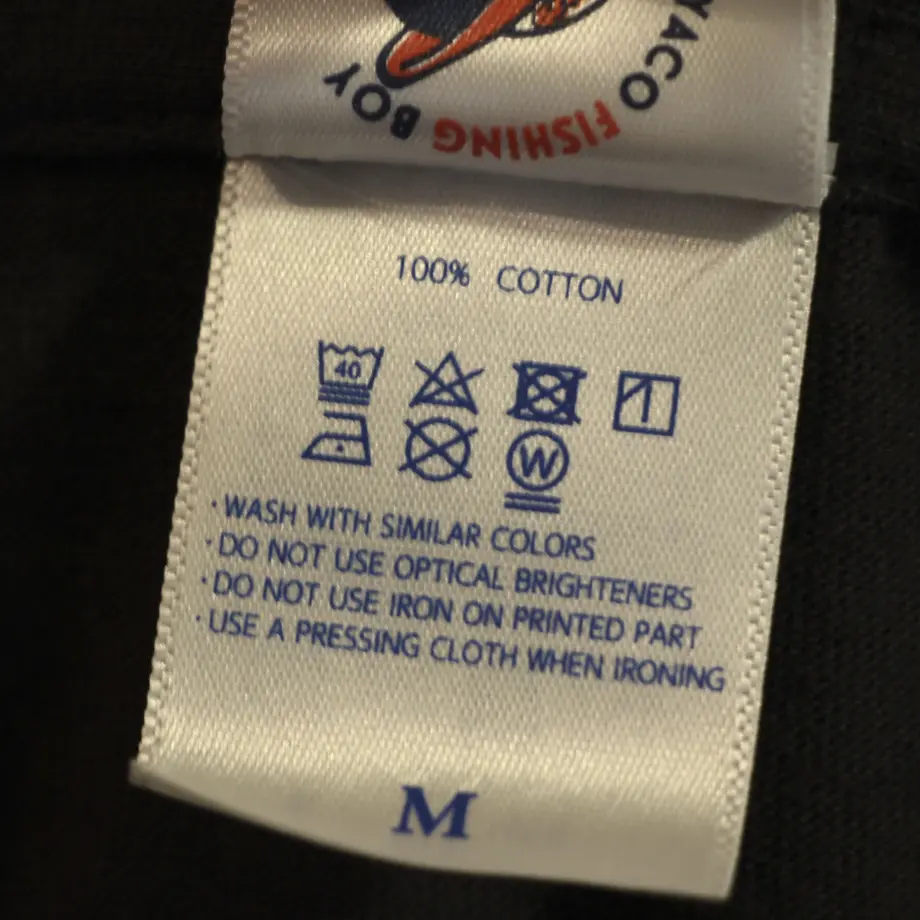 YACO FISHING BOY
100% COTTON
40
W
· WASH WITH SIMILAR COLORS
· DO NOT USE OPTICAL BRIGHTENERS
· DO NOT USE IRON ON PRINTED PART
· USE A PRESSING CLOTH WHEN IRONING
M